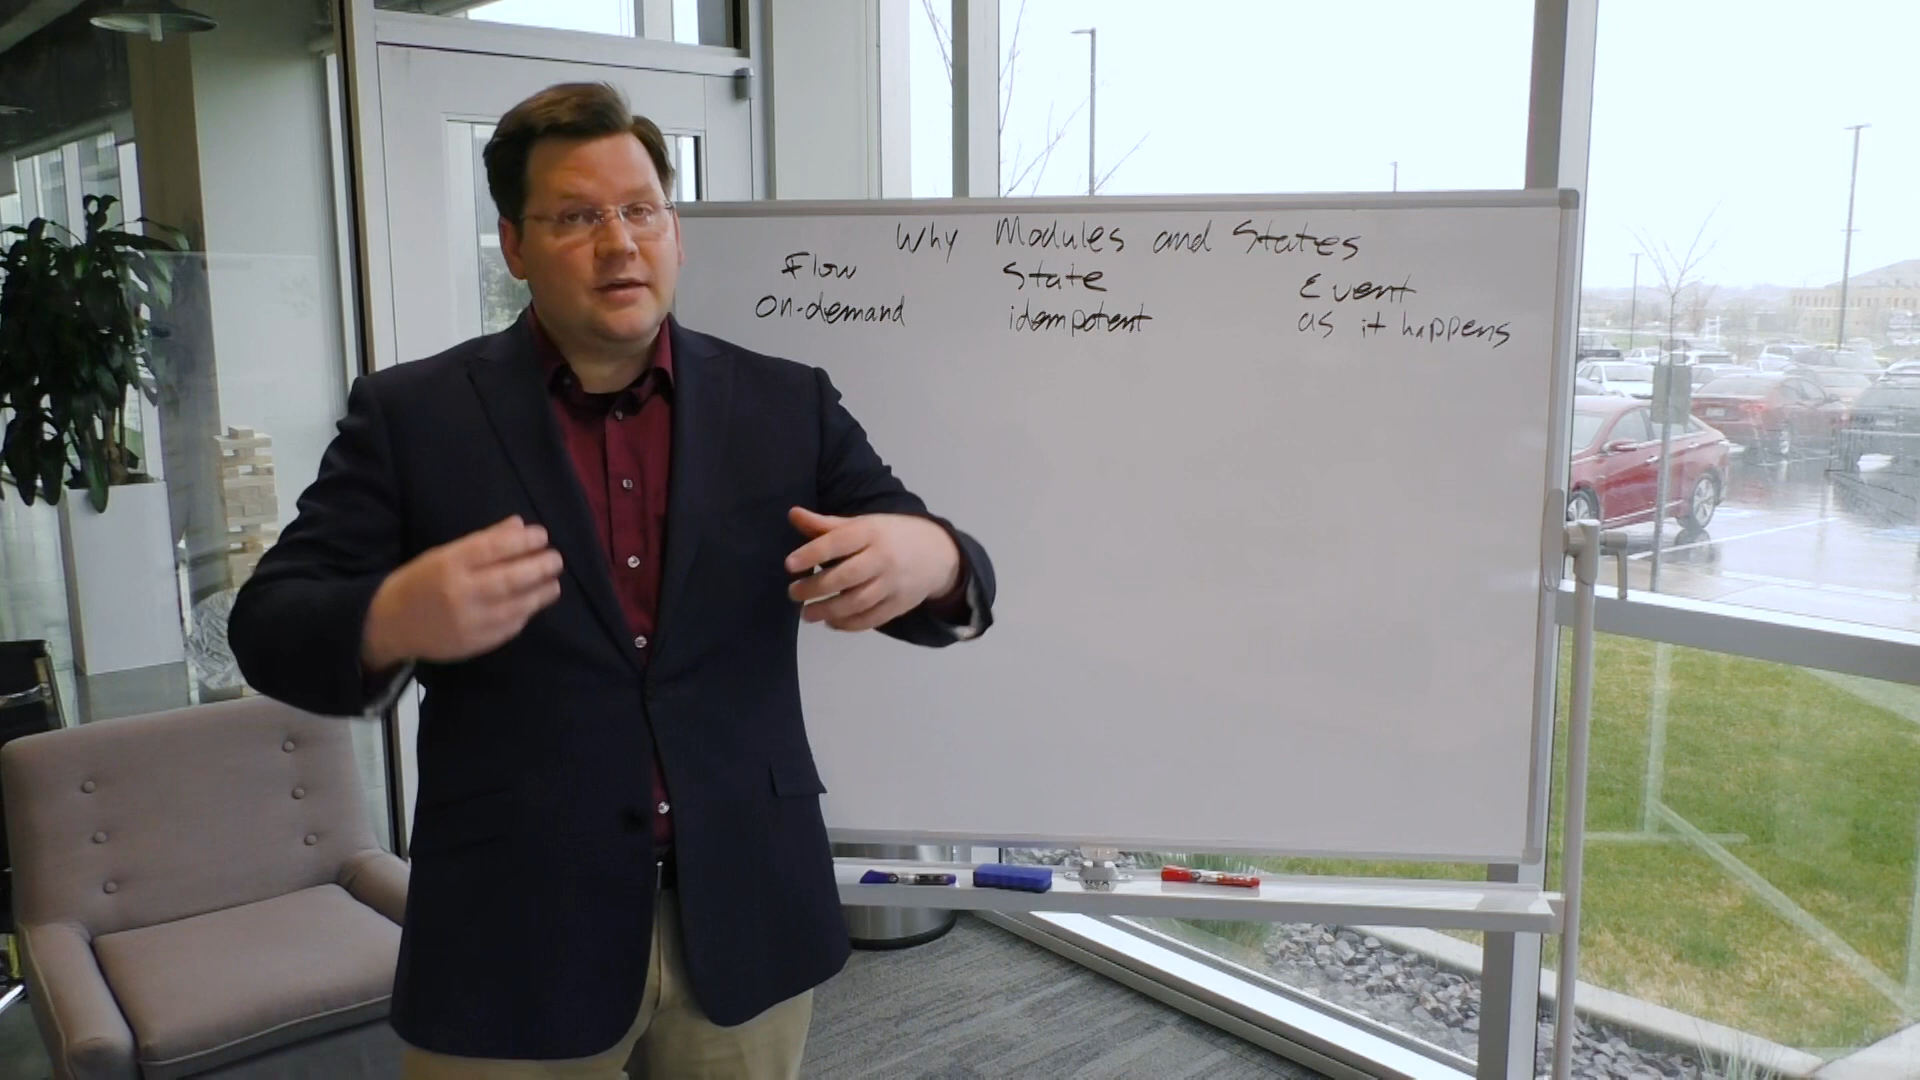 Why Modules and States
Flow State Event
On-demand idempotent as it happens